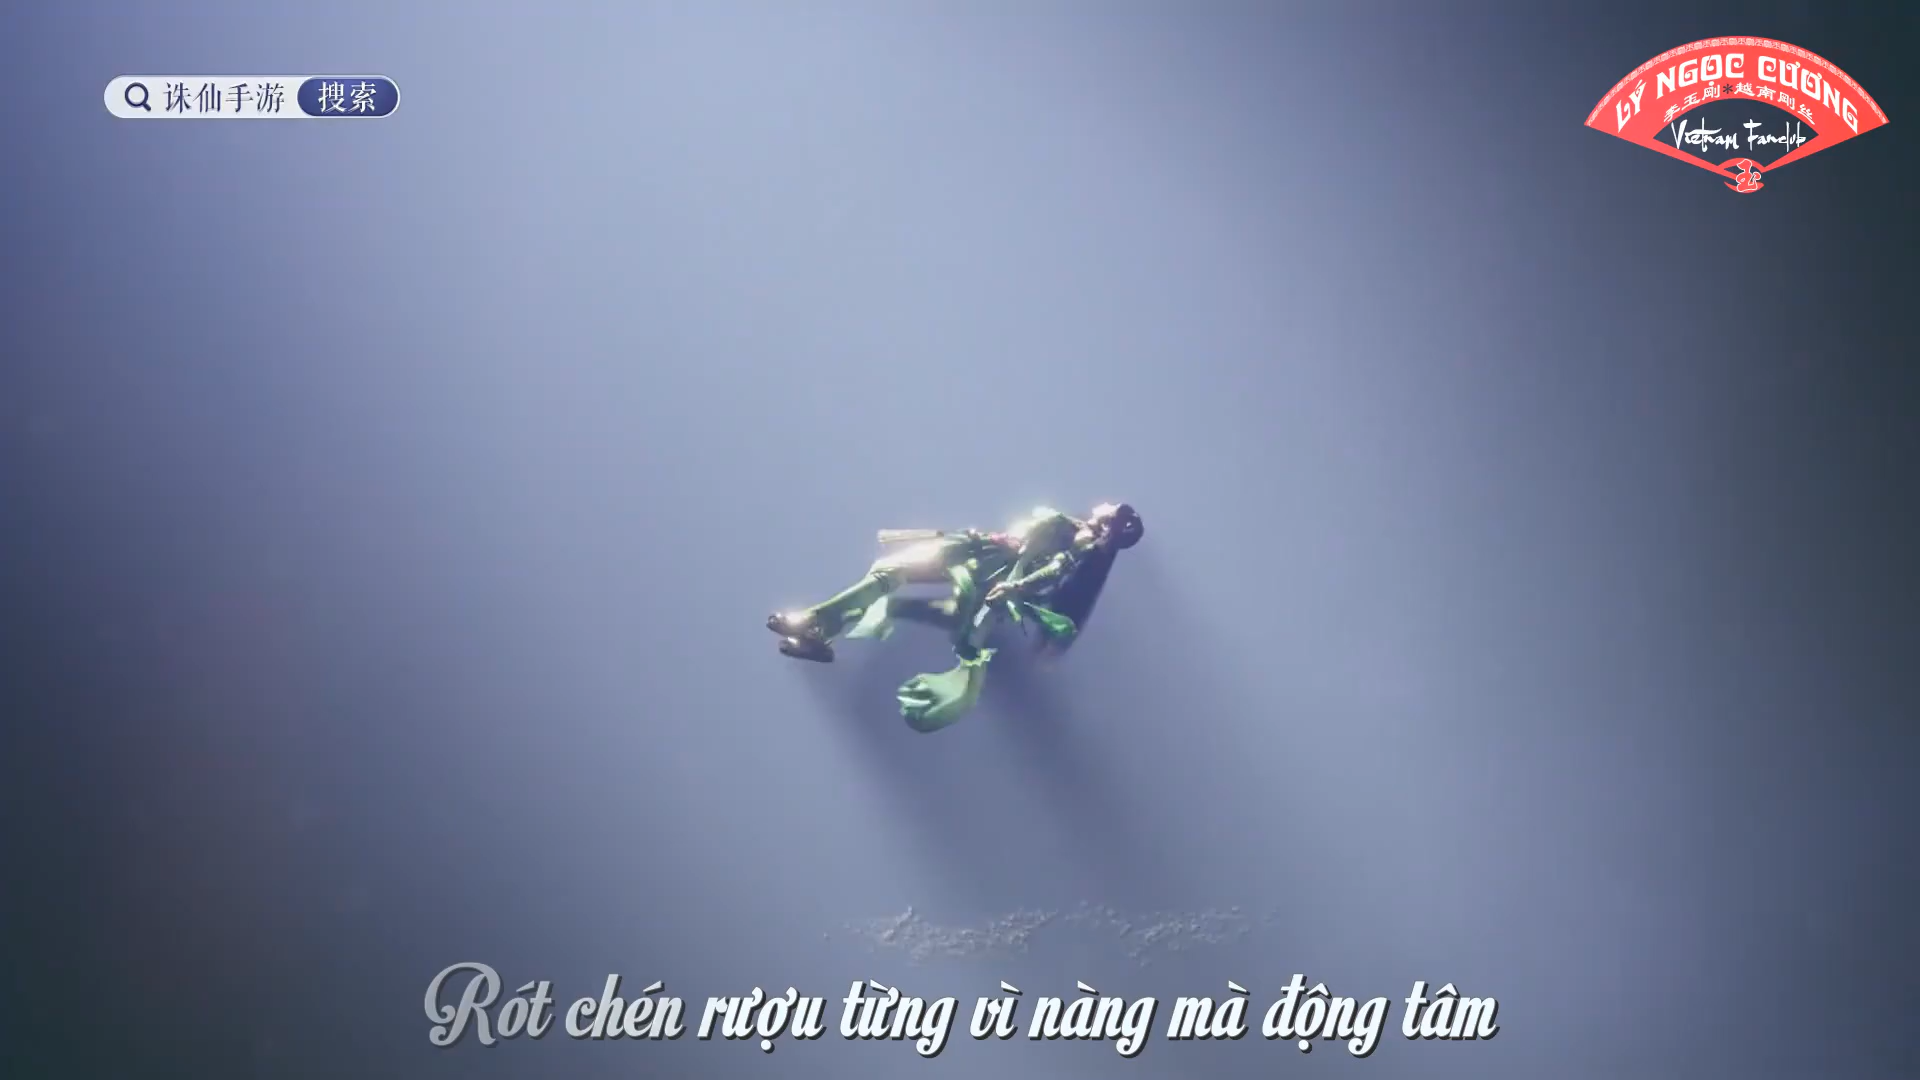 诛仙手游 搜索
LÝ NGỌC CƯƠNG
李玉刚*越南刚丝
Vietnam Fanclub
玉
Rót chén rượu từng vì nàng mà động tâm